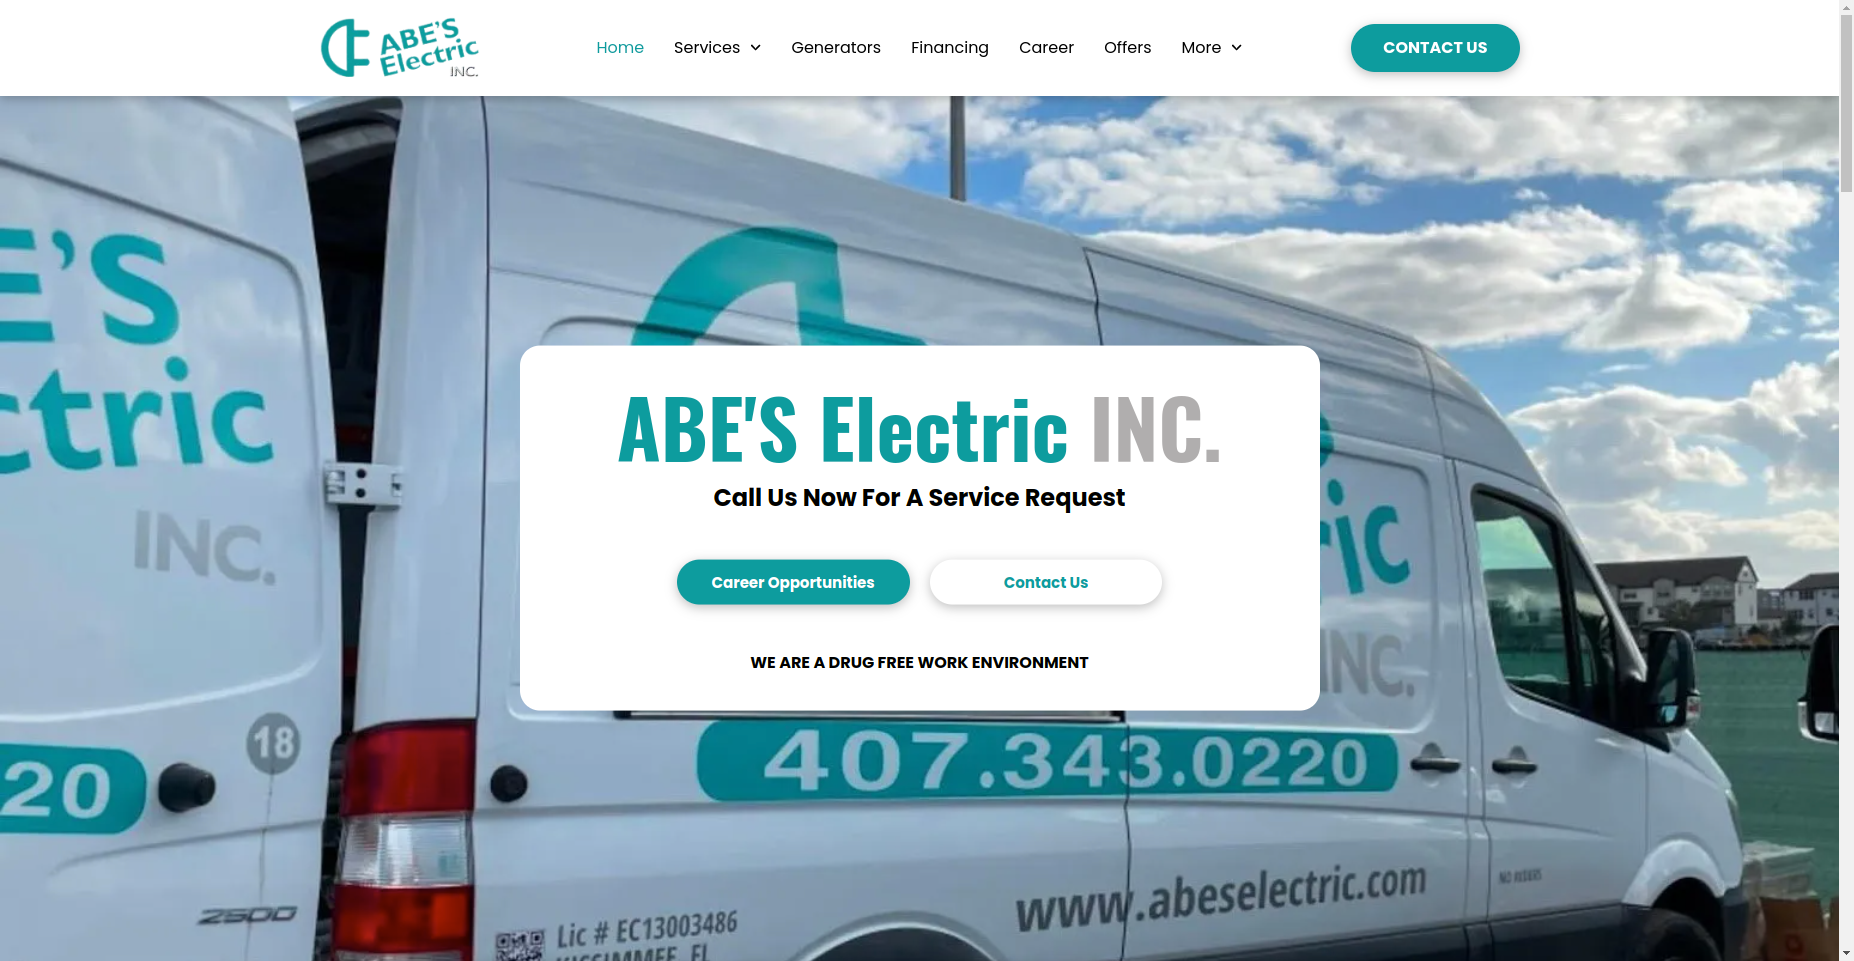 ABE'S
Electric
INC.
Home
Services
Generators
Financing
Career
Offers
More
CONTACT US
E'S
ctric
INC.
ABE'S Electric INC.
Call Us Now For A Service Request
Career Opportunities
Contact Us
WE ARE A DRUG FREE WORK ENVIRONMENT
ric
INC.
18
20
407.343.0220
www.abeselectric.com
NO RIDERS
2500
Lic # EC13003486
KISSIMMEE, FL